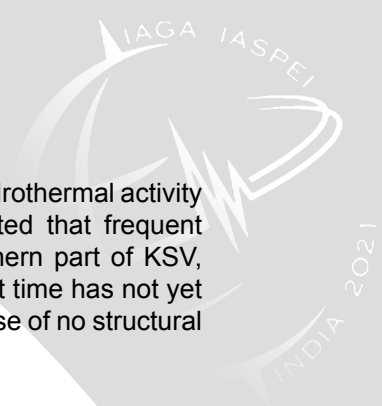 IAGA IASPEI
INDIA 2021
drothermal activity
ted that frequent
hern part of KSV,
t time has not yet
se of no structural